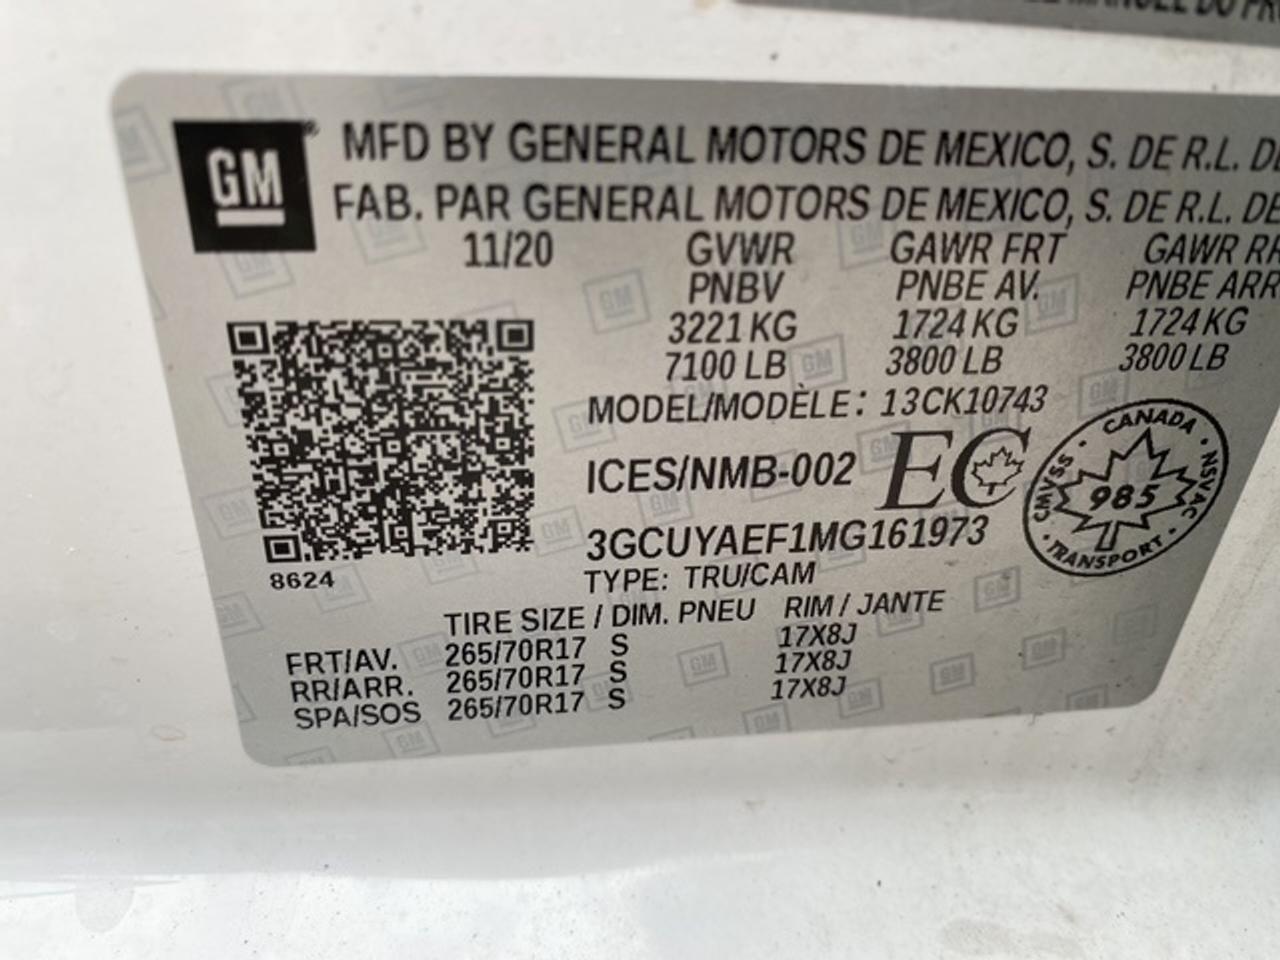 MANUEL DU
GM
MFD BY GENERAL MOTORS DE MEXICO, S. DE R.L.
FAB. PAR GENERAL MOTORS DE MEXICO, S. DE R.L. DE
11/20 GVWR GAWR FRT GAWR RR
PNBV PNBE AV. PNBE ARR
3221 KG 1724 KG 1724 KG
7100 LB 3800 LB 3800 LB
MODEL/MODÈLE: 13CK10743
ICES/NMB-002 EC
CANADA
CMVSS · NSVAC
985
TRANSPORT
3GCUYAEF1MG161973
8624
TYPE: TRU/CAM
TIRE SIZE / DIM. PNEU RIM / JANTE
FRT/AV. 265/70R17 S 17X8J
RR/ARR. 265/70R17 S 17X8J
SPA/SOS 265/70R17 S 17X8J